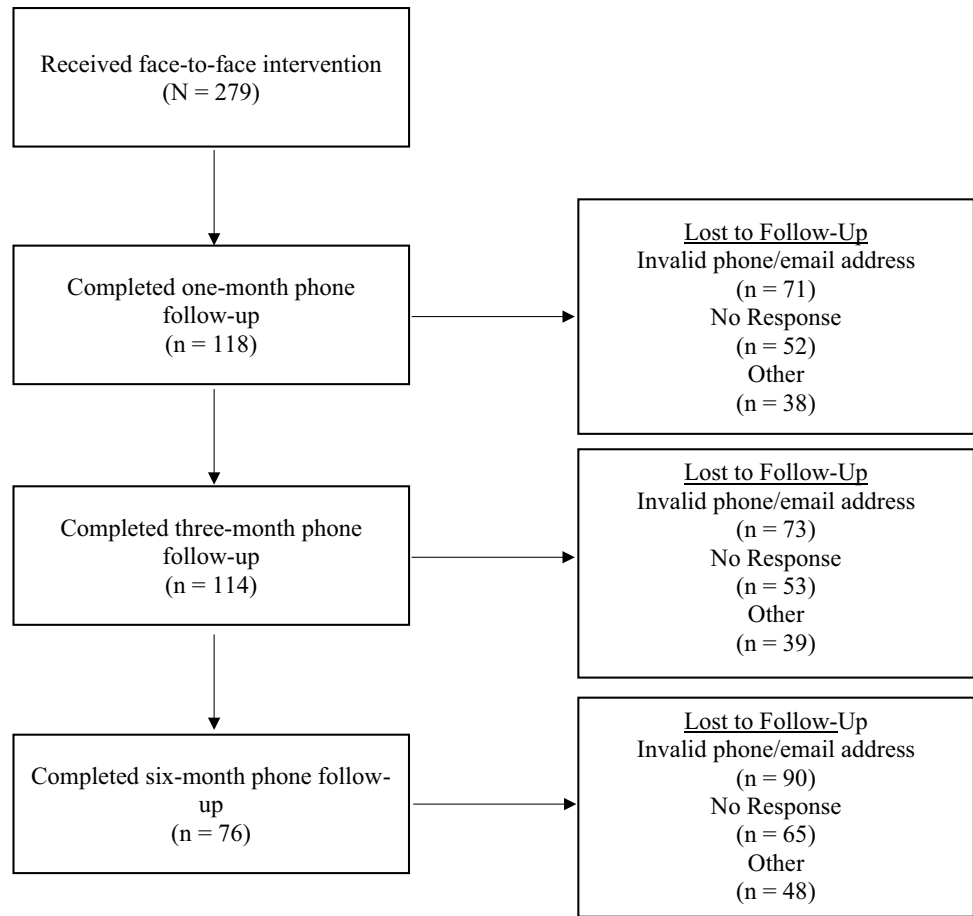 Received face-to-face intervention
(N = 279)
Completed one-month phone
follow-up
(n = 118)
Lost to Follow-Up
Invalid phone/email address
(n = 71)
No Response
(n = 52)
Other
(n = 38)
Completed three-month phone
follow-up
(n = 114)
Lost to Follow-Up
Invalid phone/email address
(n = 73)
No Response
(n = 53)
Other
(n = 39)
Completed six-month phone follow-
up
(n = 76)
Lost to Follow-Up
Invalid phone/email address
(n = 90)
No Response
(n = 65)
Other
(n = 48)